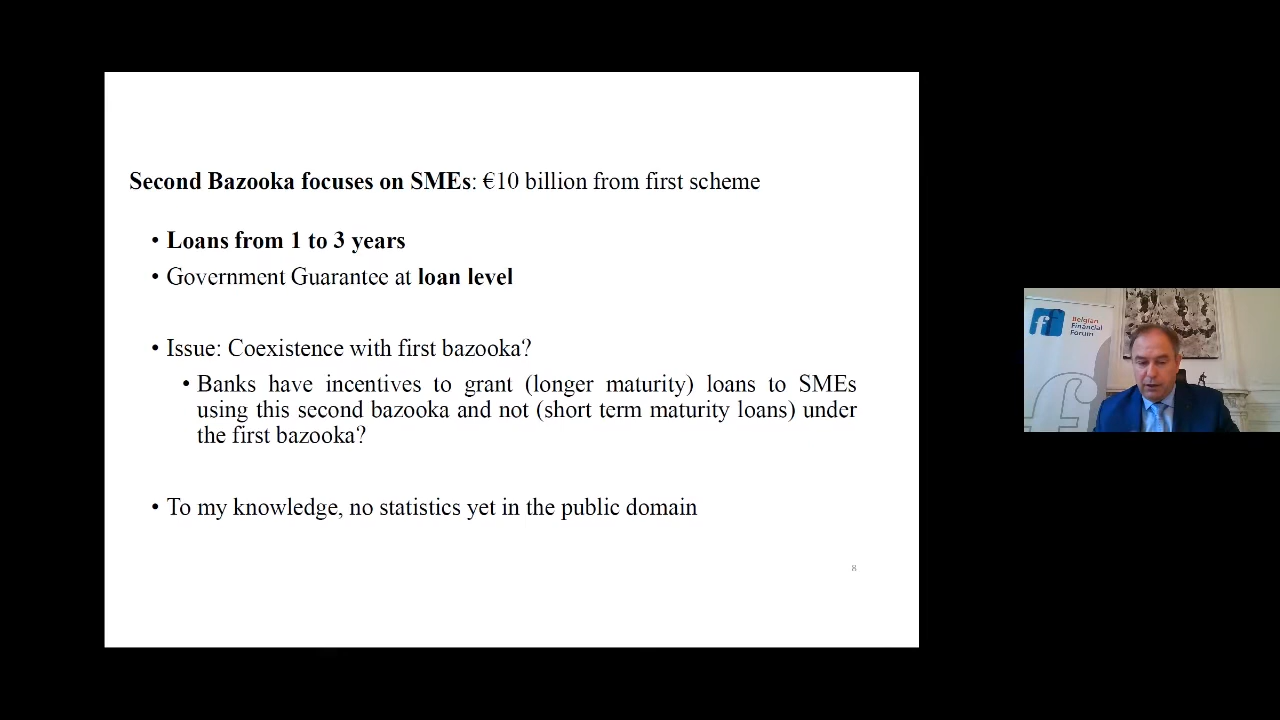 Second Bazooka focuses on SMEs: €10 billion from first scheme
• Loans from 1 to 3 years
• Government Guarantee at loan level
• Issue: Coexistence with first bazooka?
• Banks have incentives to grant (longer maturity) loans to SMEs
using this second bazooka and not (short term maturity loans) under
the first bazooka?
• To my knowledge, no statistics yet in the public domain
8
ff
Belgian
Financial
Forum